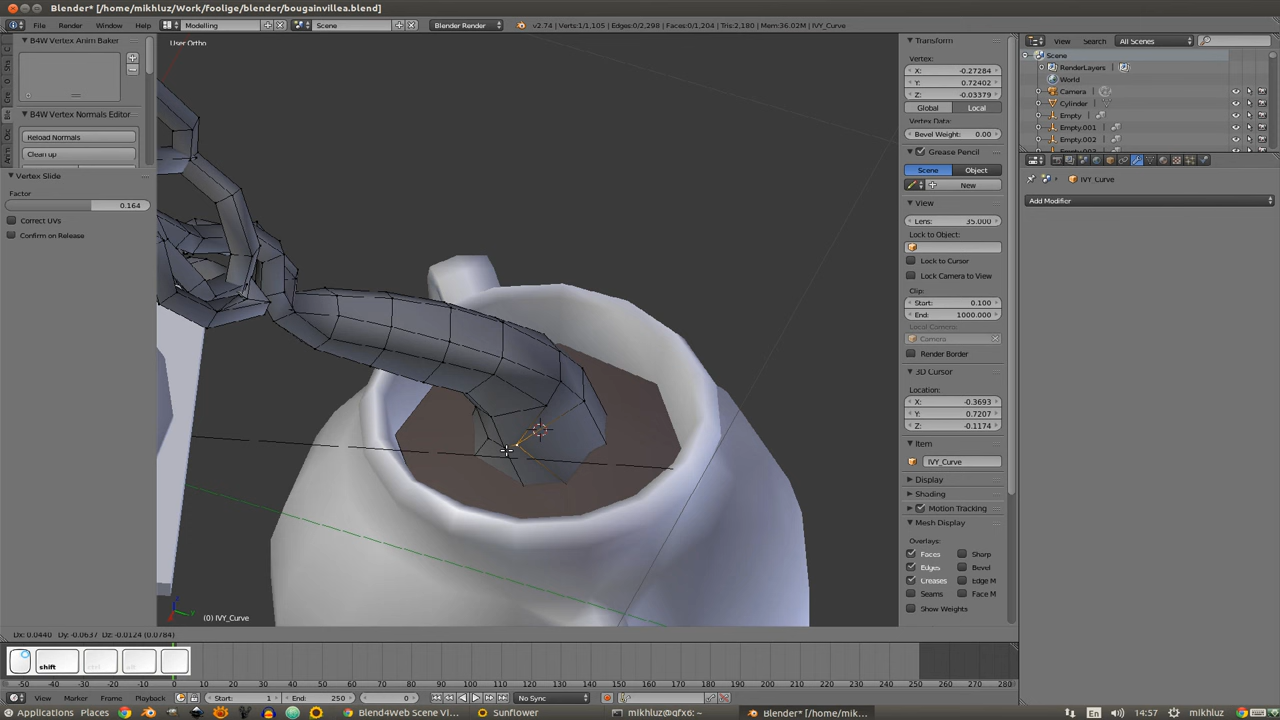 Blender* [/home/mikhluz/Work/foolige/blender/bougainvillea.blend]
File Render Window Help Modelling Scene Blender Render v2.74 | Verts:1/1,105 | Edges:0/2,298 | Faces:0/1,204 | Tris:2,180 | Mem:36.02M | IVY_Curve
B4W Vertex Anim Baker
B4W Vertex Normals Editor
Reload Normals
Clean up
Vertex Slide
Factor
0.164
Correct UVs
Confirm on Release
User Ortho
(0) IVY_Curve
Transform
Vertex:
X: -0.27284
Y: 0.72402
Z: -0.03379
Global Local
Vertex Data:
Bevel Weight: 0.00
Grease Pencil
Scene Object
New
View
Lens: 35.000
Lock to Object:
Lock to Cursor
Lock Camera to View
Clip:
Start: 0.100
End: 1000.000
Local Camera:
Camera
Render Border
3D Cursor
Location:
X: -0.3693
Y: 0.7207
Z: -0.1174
Item
IVY_Curve
Display
Shading
Motion Tracking
Mesh Display
Overlays:
Faces Sharp
Edges Bevel
Creases Edge M
Seams Face M
Show Weights
View Search All Scenes
Scene
RenderLayers
World
Camera
Cylinder
Empty
Empty.001
Empty.002
IVY_Curve
Add Modifier
Dx: 0.0440 Dy: -0.0637 Dz: -0.0124 (0.0784)
shift ctrl alt
-50 -40 -30 -20 -10 0 10 20 30 40 50 60 70 80 90 100 110 120 130 140 150 160 170 180 190 200 210 220 230 240 250 260 270 280
View Marker Frame Playback Start: 1 End: 250 0 No Sync
Applications Places Blend4Web Scene Vi... Sunflower mikhluz@gfx6: ~ Blender* [/home/mik... En 14:57 mikhluz